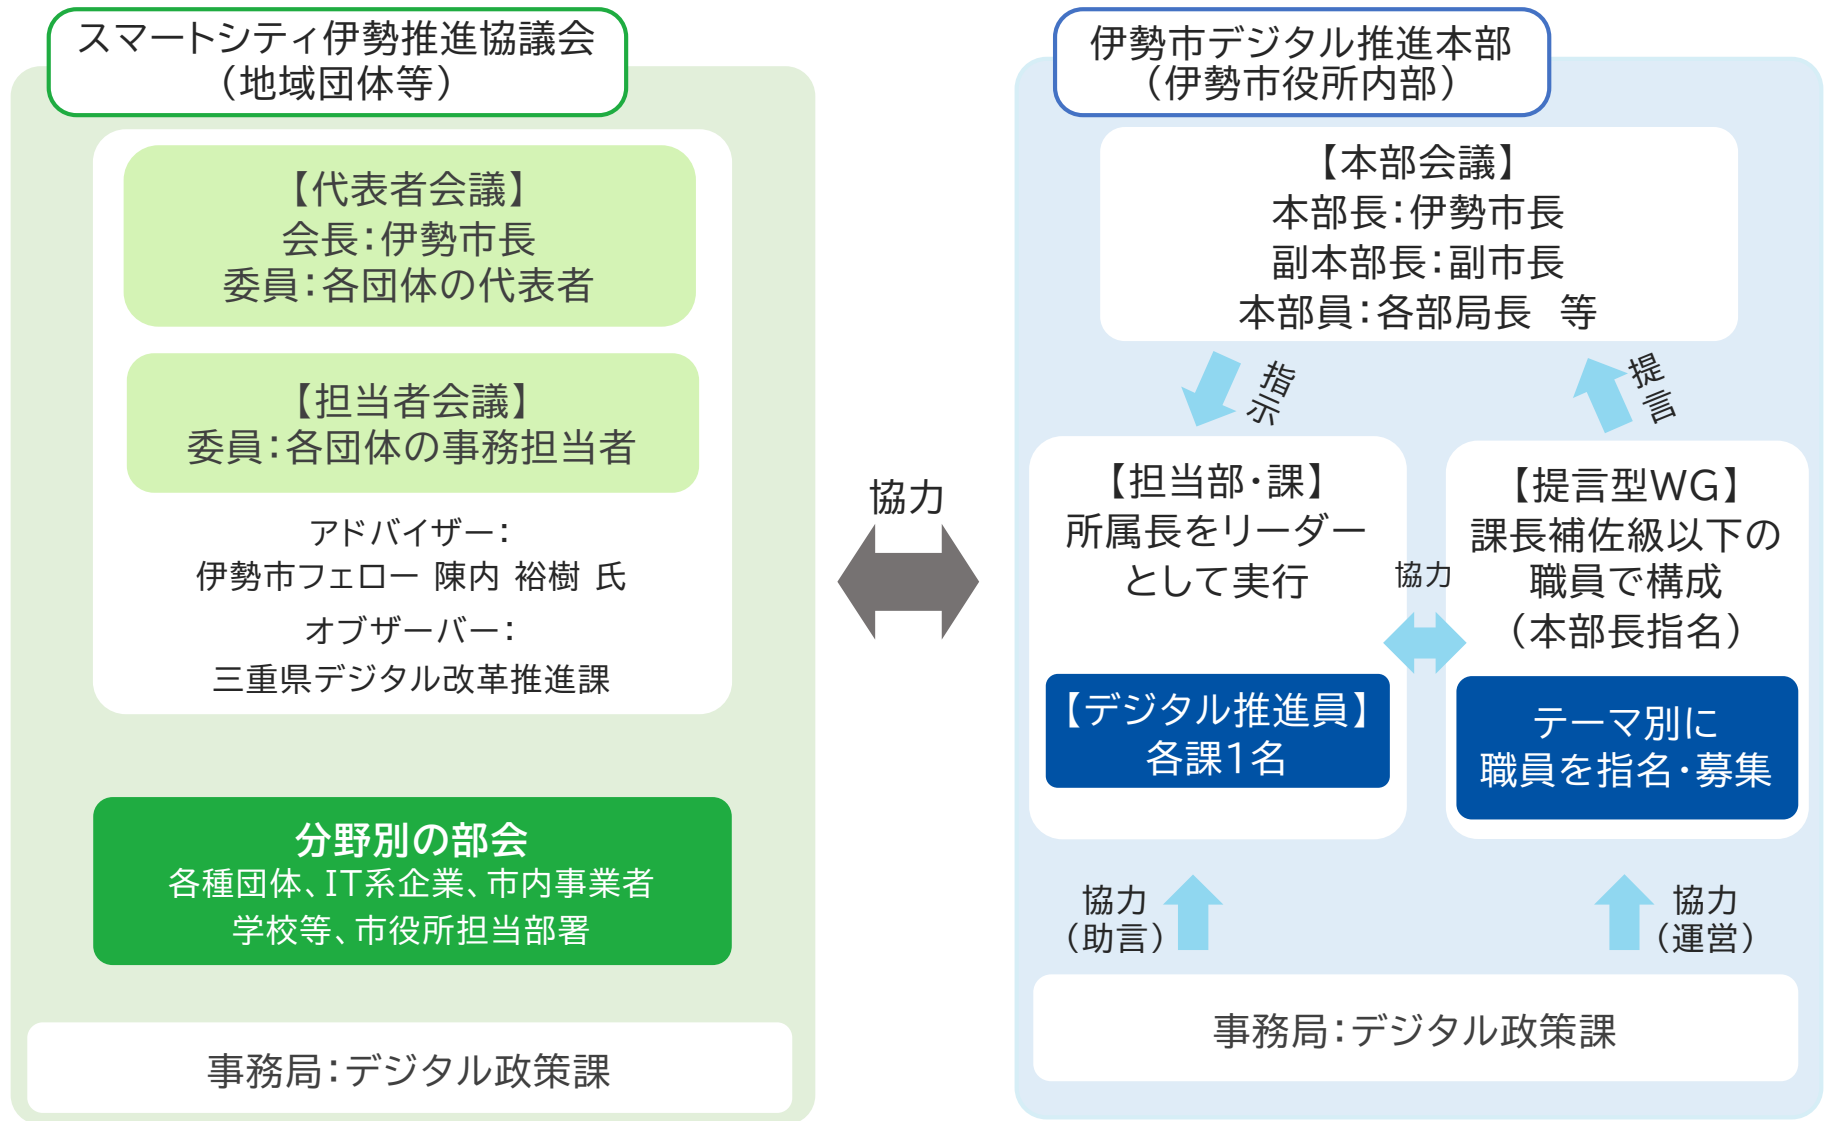 スマートシティ伊勢推進協議会
（地域団体等）
【代表者会議】
会長：伊勢市長
委員：各団体の代表者
【担当者会議】
委員：各団体の事務担当者
アドバイザー：
伊勢市フェロー 陳内 裕樹 氏
オブザーバー：
三重県デジタル改革推進課
分野別の部会
各種団体、IT系企業、市内事業者
学校等、市役所担当部署
事務局：デジタル政策課
協力
伊勢市デジタル推進本部
（伊勢市役所内部）
【本部会議】
本部長：伊勢市長
副本部長：副市長
本部員：各部局長　等
指示
提言
【担当部・課】
所属長をリーダー
として実行
【デジタル推進員】
各課1名
協力
【提言型WG】
課長補佐級以下の
職員で構成
（本部長指名）
テーマ別に
職員を指名・募集
協力
（助言）
協力
（運営）
事務局：デジタル政策課